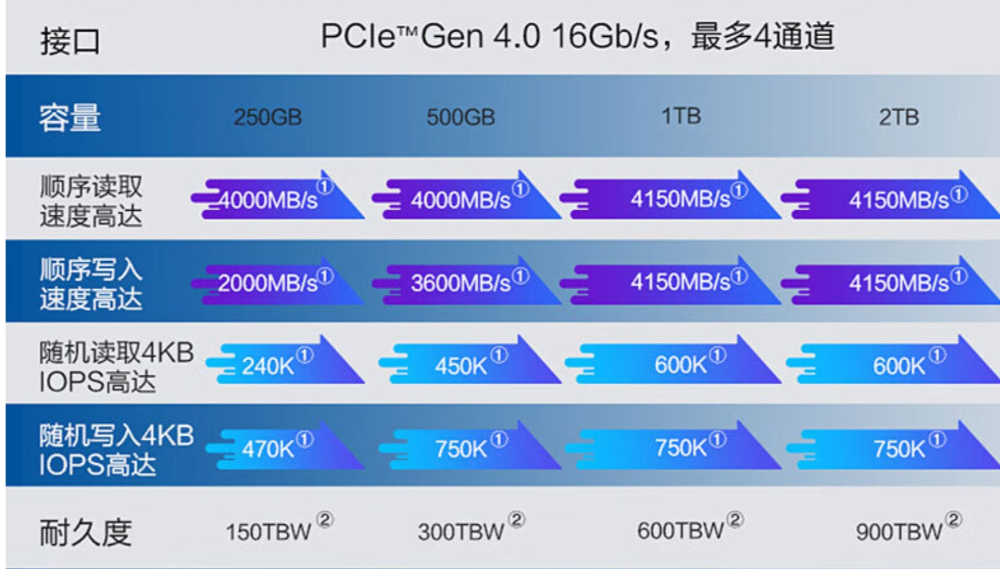 接口 PCIe™Gen 4.0 16Gb/s，最多4通道
容量 250GB 500GB 1TB 2TB
顺序读取
速度高达 4000MB/s① 4000MB/s① 4150MB/s① 4150MB/s①
顺序写入
速度高达 2000MB/s① 3600MB/s① 4150MB/s① 4150MB/s①
随机读取4KB
IOPS高达 240K① 450K① 600K① 600K①
随机写入4KB
IOPS高达 470K① 750K① 750K① 750K①
耐久度 150TBW② 300TBW② 600TBW② 900TBW②